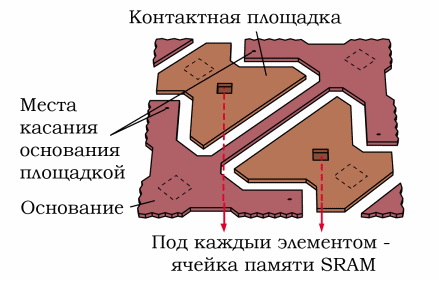 Контактная площадка
Места
касания
основания
площадкой
Основание
Под каждыи элементом -
ячейка памяти SRAM